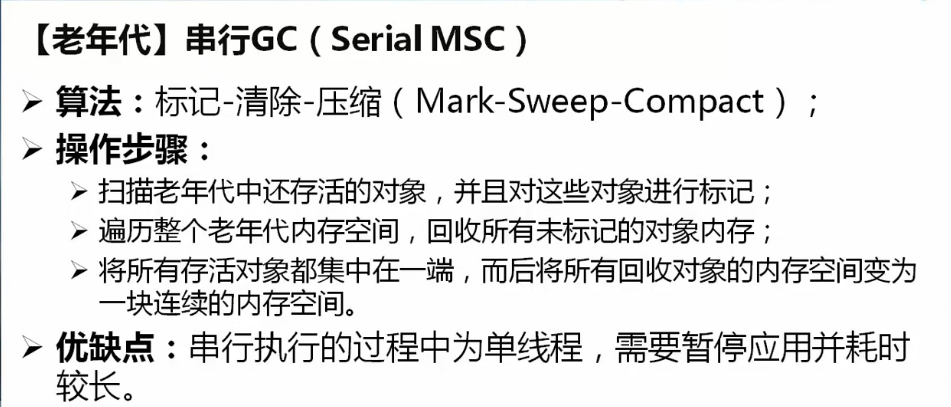 【老年代】串行GC（Serial MSC）
➢ 算法：标记-清除-压缩（Mark-Sweep-Compact）；
➢ 操作步骤：
➢ 扫描老年代中还存活的对象，并且对这些对象进行标记；
➢ 遍历整个老年代内存空间，回收所有未标记的对象内存；
➢ 将所有存活对象都集中在一端，而后将所有回收对象的内存空间变为
一块连续的内存空间。
➢ 优缺点：串行执行的过程中为单线程，需要暂停应用并耗时
较长。